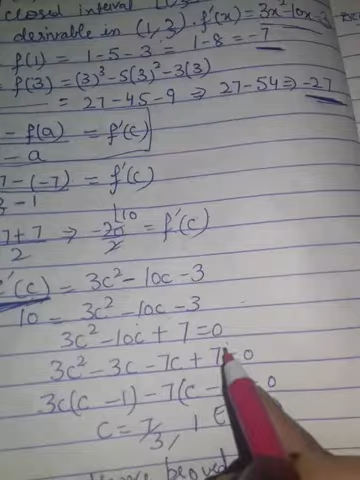 closed interval [1,
derivable in (1, 3). f'(x) = 3x²-10x-3
f(1) = 1-5-3 = 1-8 = -7
= f(3) = (3)³-5(3)²-3(3)
= 27-45-9 ⇒ 27-54 ⇒ -27
- f(a) = f'(c)
- a
7-(-7) = f'(c)
3-1
7+7 ⇒ -20 = f'(c)
2 2
f'(c) = 3c²-10c-3
10 = 3c²-10c-3
3c²-10c+7=0
3c²-3c-7c+7=0
3c(c-1)-7(c- =0
c = 7/3, 1 E
proved